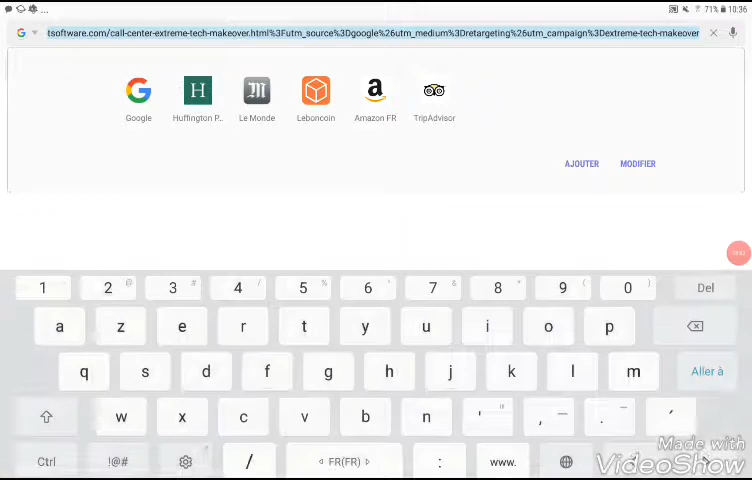 71% 10:36
tsoftware.com/call-center-extreme-tech-makeover.html%3Futm_source%3Dgoogle%26utm_medium%3Dretargeting%26utm_campaign%3Dextreme-tech-makeover
Google Huffington P... Le Monde Leboncoin Amazon FR TripAdvisor
AJOUTER MODIFIER
1 2 @ 3 # 4 / 5 % 6 ^ 7 & 8 * 9 ( 0 ) Del
a z e r t y u i o p
q s d f g h j k l m Aller à
w x c v b n ' " , . ´
Ctrl !@# / FR(FR) : www.
Made with
VideoShow